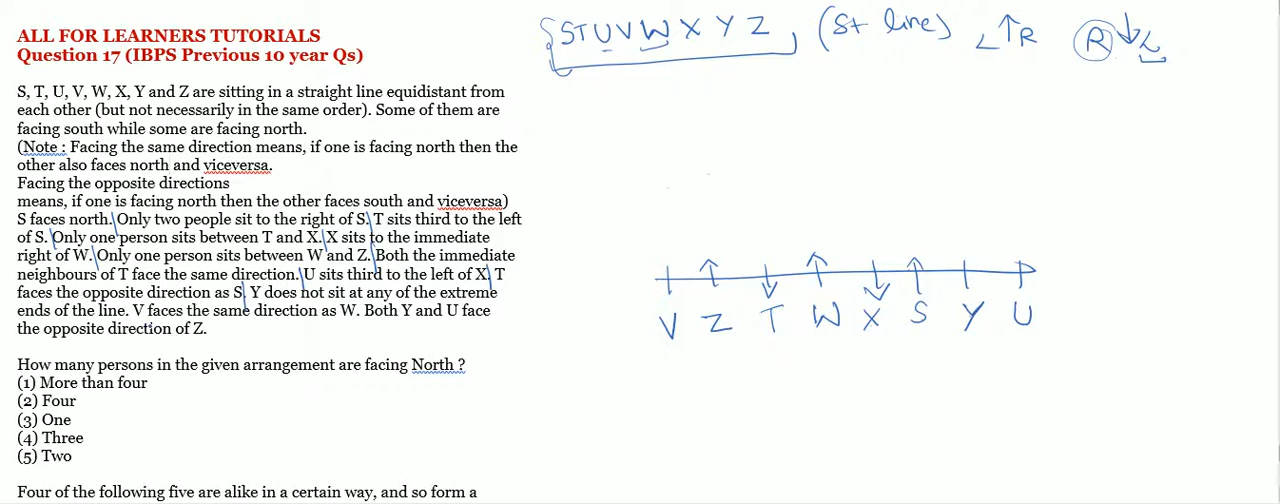 ALL FOR LEARNERS TUTORIALS
Question 17 (IBPS Previous 10 year Qs)
S, T, U, V, W, X, Y and Z are sitting in a straight line equidistant from
each other (but not necessarily in the same order). Some of them are
facing south while some are facing north.
(Note : Facing the same direction means, if one is facing north then the
other also faces north and viceversa.
Facing the opposite directions
means, if one is facing north then the other faces south and viceversa)
S faces north. Only two people sit to the right of S. T sits third to the left
of S. Only one person sits between T and X. X sits to the immediate
right of W. Only one person sits between W and Z. Both the immediate
neighbours of T face the same direction. U sits third to the left of X. T
faces the opposite direction as S. Y does not sit at any of the extreme
ends of the line. V faces the same direction as W. Both Y and U face
the opposite direction of Z.
How many persons in the given arrangement are facing North ?
(1) More than four
(2) Four
(3) One
(4) Three
(5) Two
Four of the following five are alike in a certain way, and so form a
STUVWXYZ, (St line) L↑R R↓L
V Z T W X S Y U